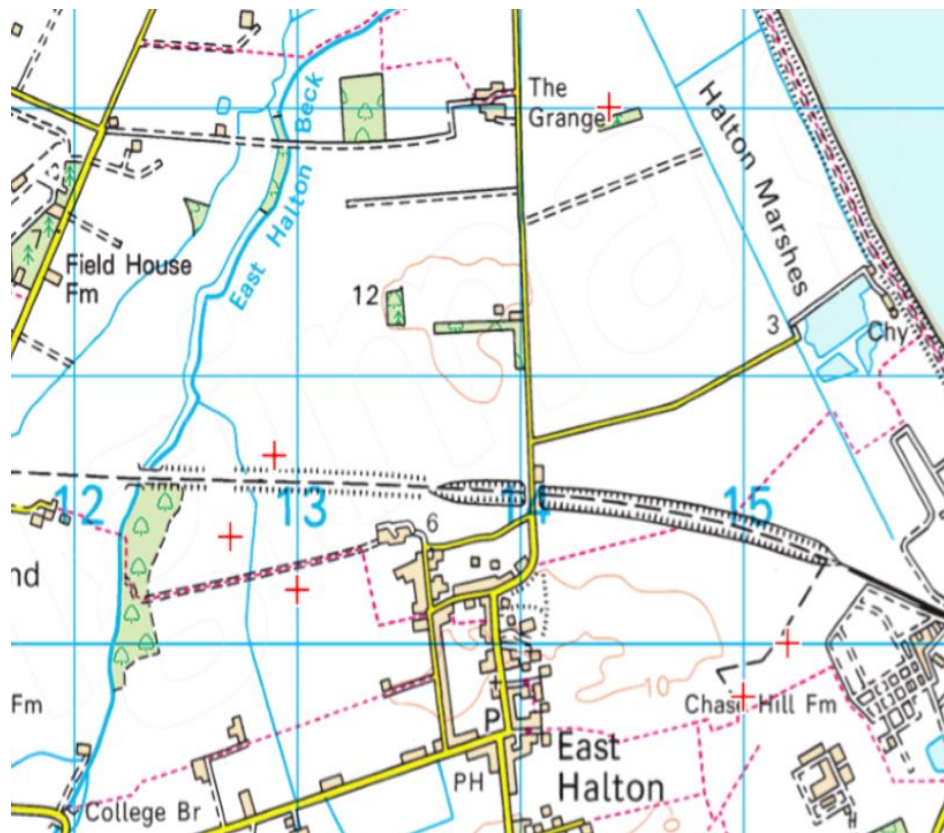 The
Grange
East Halton Beck
Halton Marshes
Field House
Fm
12
3
Chy
12
13
14
15
6
nd
10
Fm
Chase Hill Fm
P
East
Halton
PH
College Br